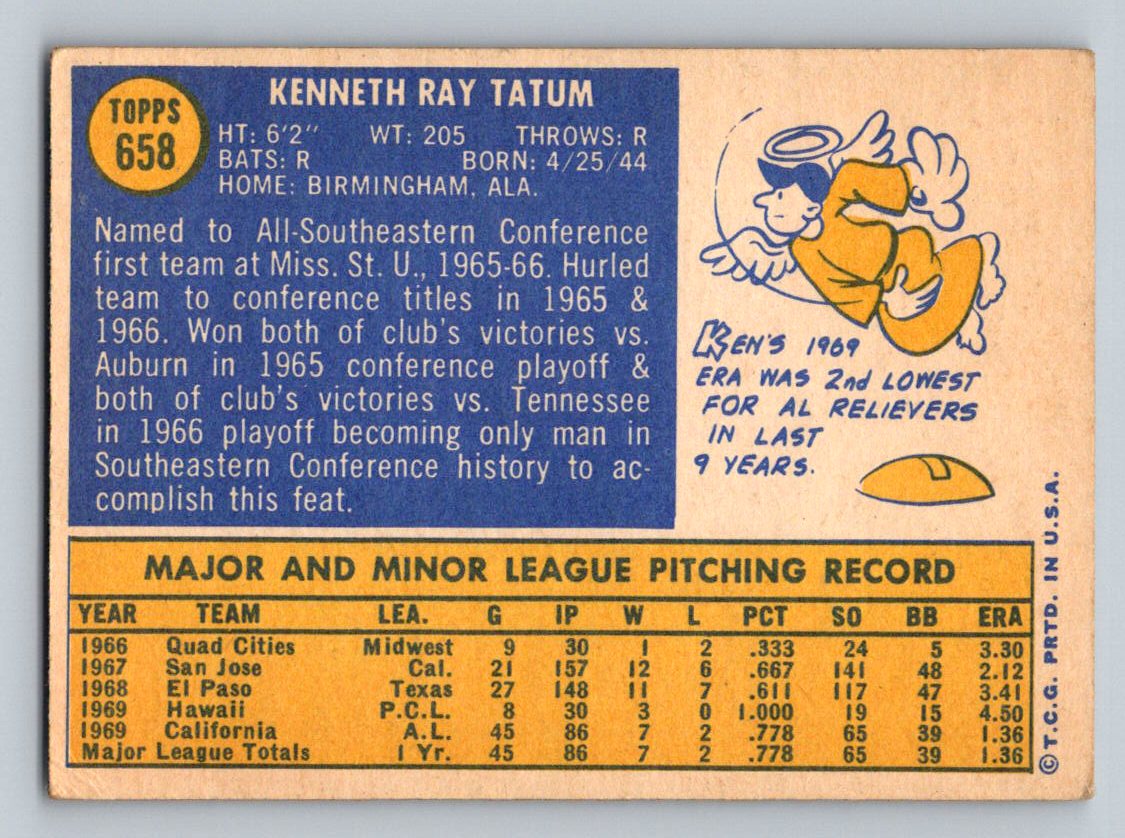 TOPPS
658
KENNETH RAY TATUM
HT: 6'2" WT: 205 THROWS: R
BATS: R BORN: 4/25/44
HOME: BIRMINGHAM, ALA.
Named to All-Southeastern Conference
first team at Miss. St. U., 1965-66. Hurled
team to conference titles in 1965 &
1966. Won both of club's victories vs.
Auburn in 1965 conference playoff &
both of club's victories vs. Tennessee
in 1966 playoff becoming only man in
Southeastern Conference history to ac-
complish this feat.
KEN'S 1969
ERA WAS 2nd LOWEST
FOR AL RELIEVERS
IN LAST
9 YEARS.
MAJOR AND MINOR LEAGUE PITCHING RECORD
YEAR TEAM LEA. G IP W L PCT SO BB ERA
1966 Quad Cities Midwest 9 30 1 2 .333 24 5 3.30
1967 San Jose Cal. 21 157 12 6 .667 141 48 2.12
1968 El Paso Texas 27 148 11 7 .611 117 47 3.41
1969 Hawaii P.C.L. 8 30 3 0 1.000 19 15 4.50
1969 California A.L. 45 86 7 2 .778 65 39 1.36
Major League Totals 1 Yr. 45 86 7 2 .778 65 39 1.36
© T.C.G. PRTD. IN U.S.A.